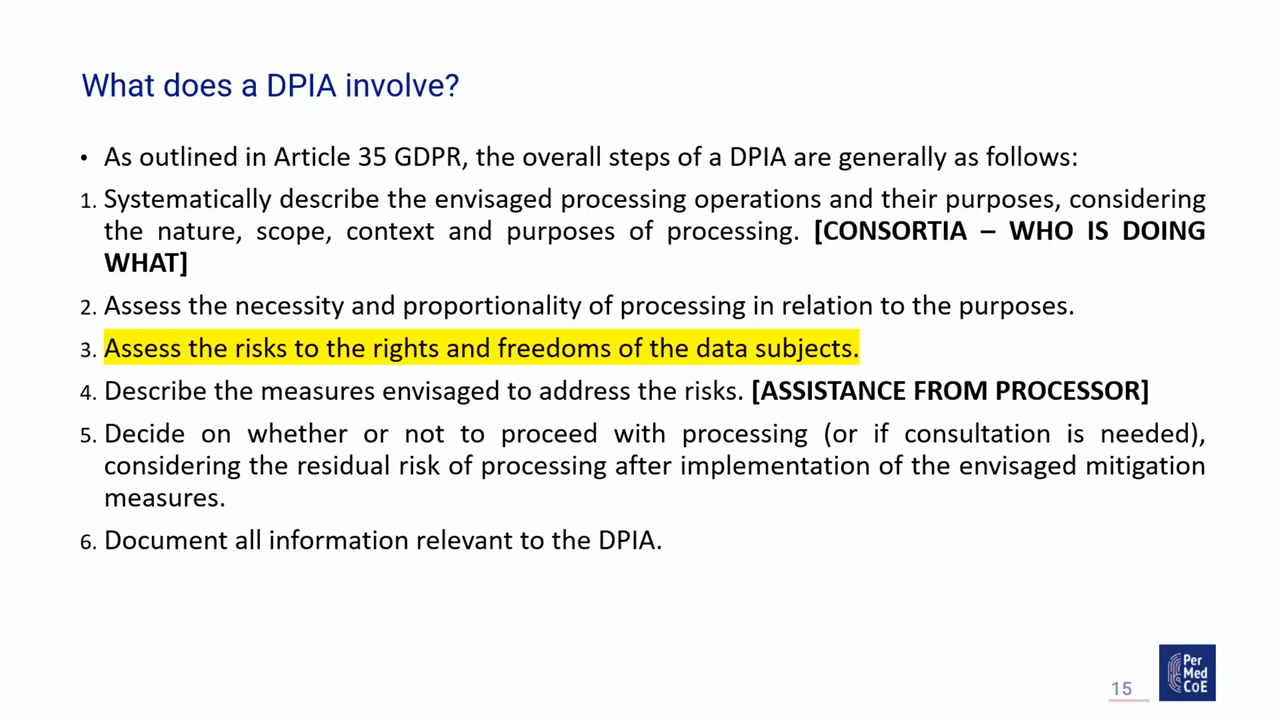 What does a DPIA involve?
• As outlined in Article 35 GDPR, the overall steps of a DPIA are generally as follows:
1. Systematically describe the envisaged processing operations and their purposes, considering
the nature, scope, context and purposes of processing. [CONSORTIA – WHO IS DOING
WHAT]
2. Assess the necessity and proportionality of processing in relation to the purposes.
3. Assess the risks to the rights and freedoms of the data subjects.
4. Describe the measures envisaged to address the risks. [ASSISTANCE FROM PROCESSOR]
5. Decide on whether or not to proceed with processing (or if consultation is needed),
considering the residual risk of processing after implementation of the envisaged mitigation
measures.
6. Document all information relevant to the DPIA.
15
Per
Med
CoE